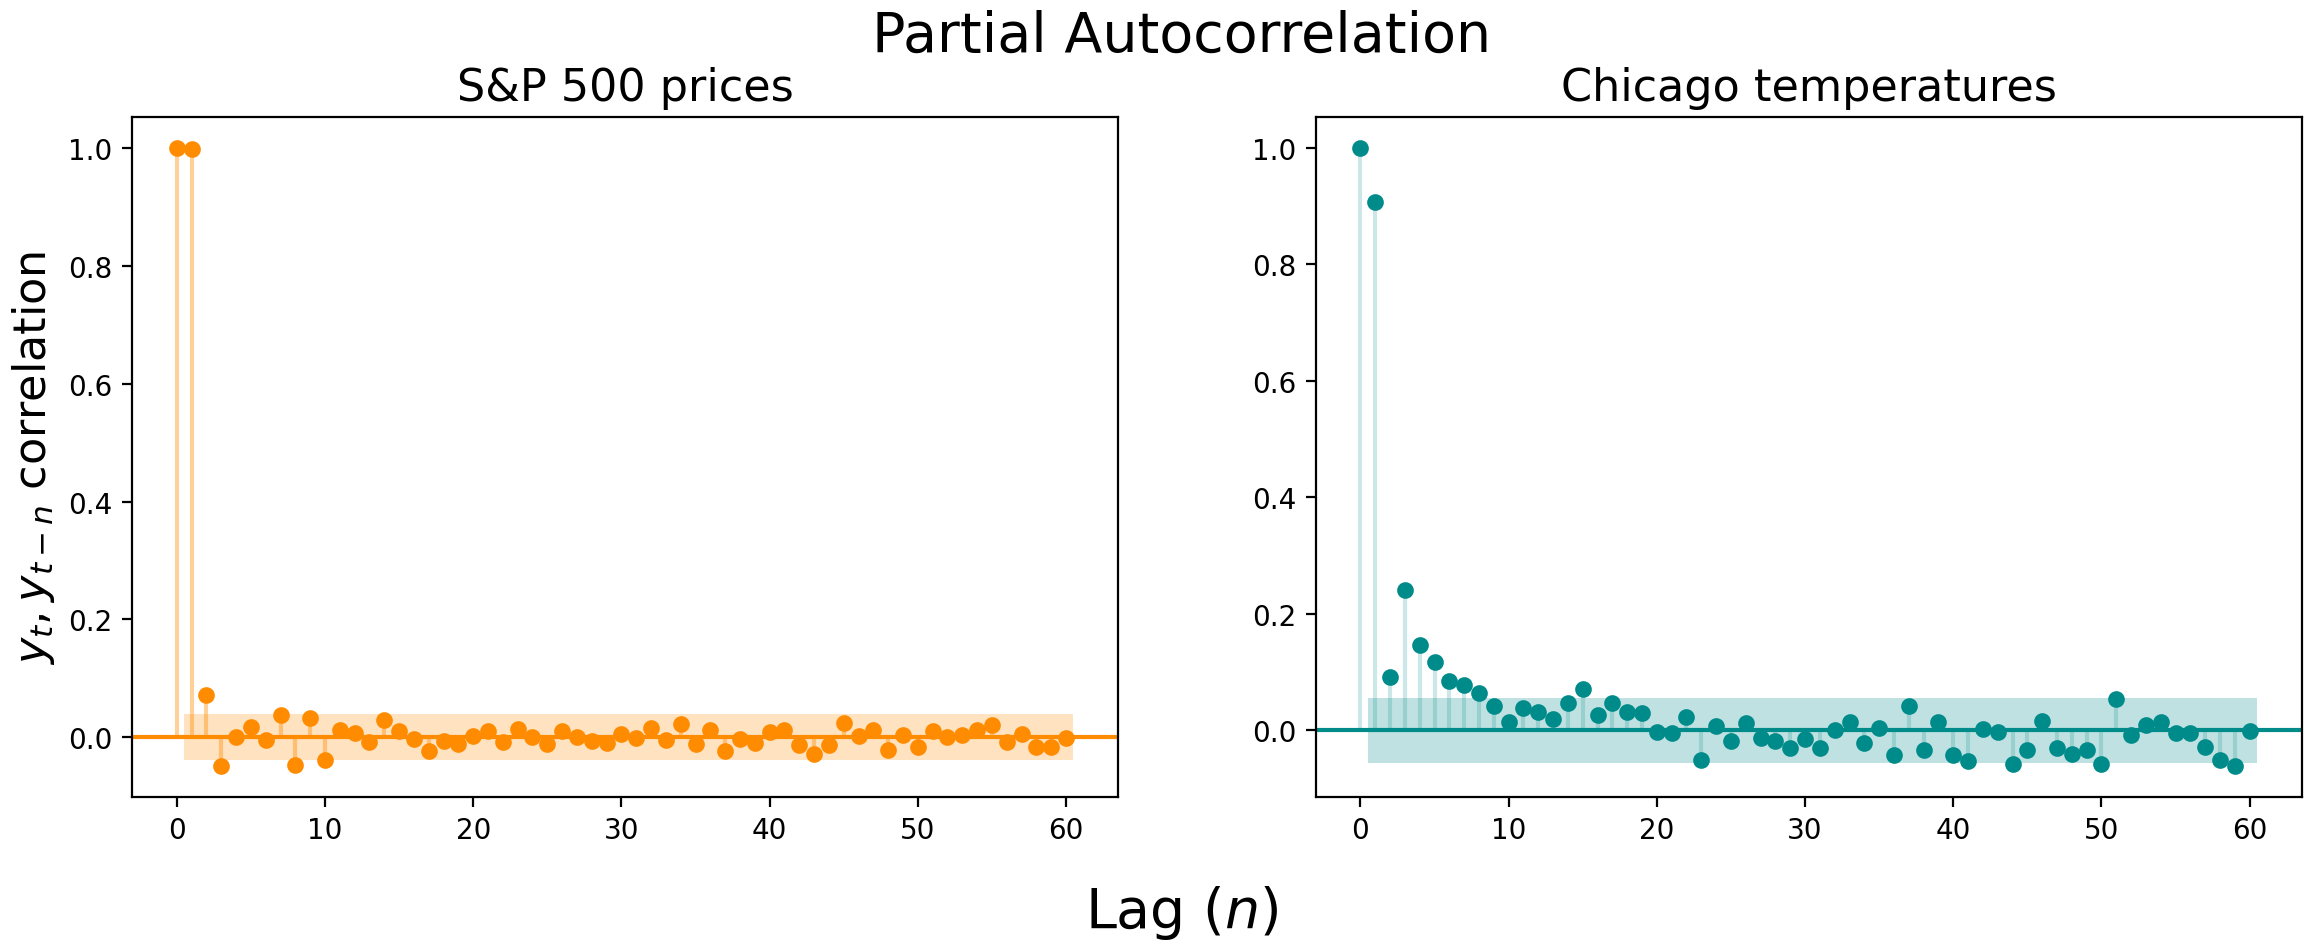 Partial Autocorrelation
S&P 500 prices
Chicago temperatures
y_t, y_{t-n} correlation
1.0
0.8
0.6
0.4
0.2
0.0
0 10 20 30 40 50 60
1.0
0.8
0.6
0.4
0.2
0.0
0 10 20 30 40 50 60
Lag (n)